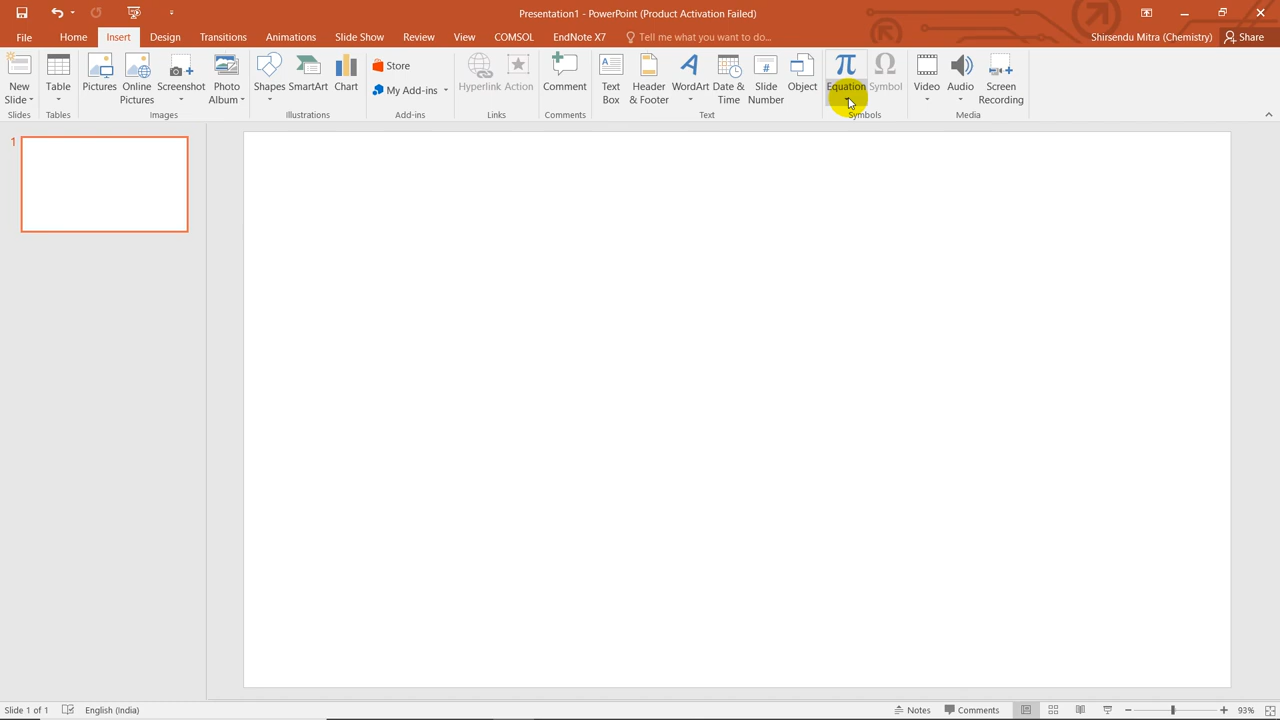 Presentation1 - PowerPoint (Product Activation Failed)
File Home Insert Design Transitions Animations Slide Show Review View COMSOL EndNote X7 Tell me what you want to do... Shirsendu Mitra (Chemistry) Share
New Slide
Table
Pictures
Online Pictures
Screenshot
Photo Album
Shapes
SmartArt
Chart
Store
My Add-ins
Hyperlink
Action
Comment
Text Box
Header & Footer
WordArt
Date & Time
Slide Number
#
Object
π
Equation
Ω
Symbol
Video
Audio
Screen Recording
Slides Tables Images Illustrations Add-ins Links Comments Text Symbols Media
1
Slide 1 of 1 English (India) Notes Comments 93%